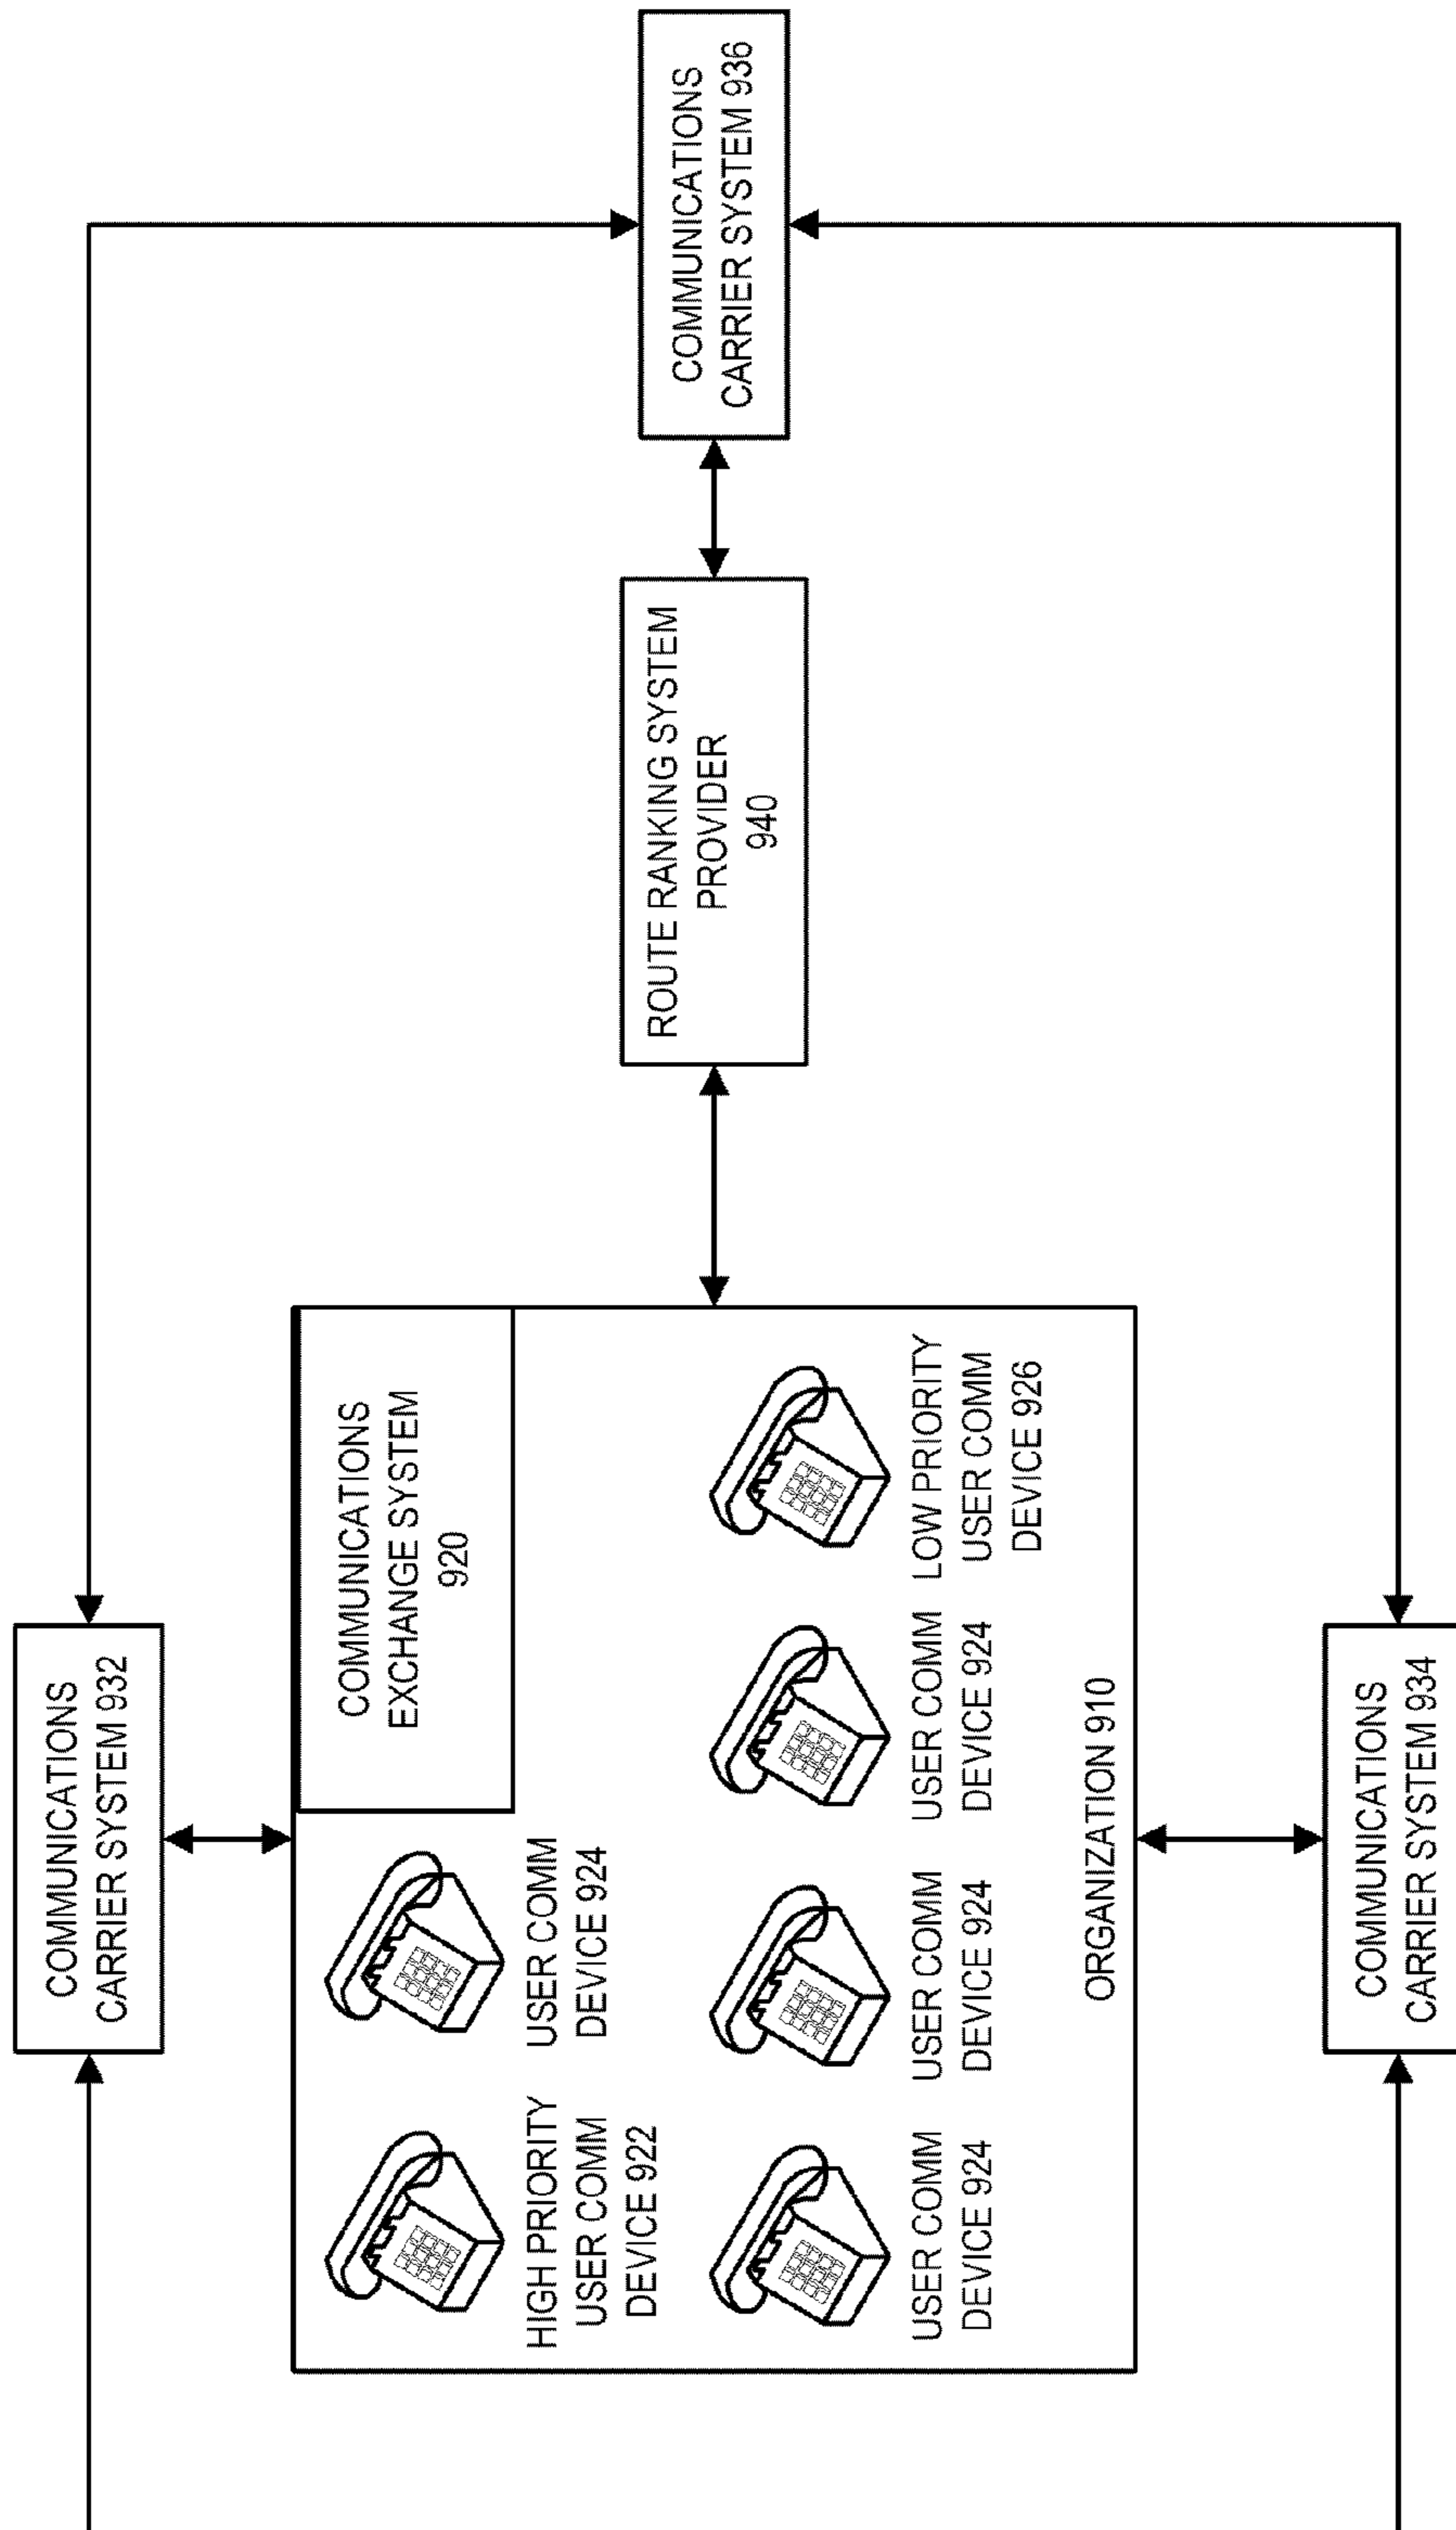 COMMUNICATIONS
CARRIER SYSTEM 932
HIGH PRIORITY
USER COMM
DEVICE 922
USER COMM
DEVICE 924
COMMUNICATIONS
EXCHANGE SYSTEM
920
USER COMM
DEVICE 924
USER COMM
DEVICE 924
USER COMM
DEVICE 924
LOW PRIORITY
USER COMM
DEVICE 926
ORGANIZATION 910
ROUTE RANKING SYSTEM
PROVIDER
940
COMMUNICATIONS
CARRIER SYSTEM 936
COMMUNICATIONS
CARRIER SYSTEM 934